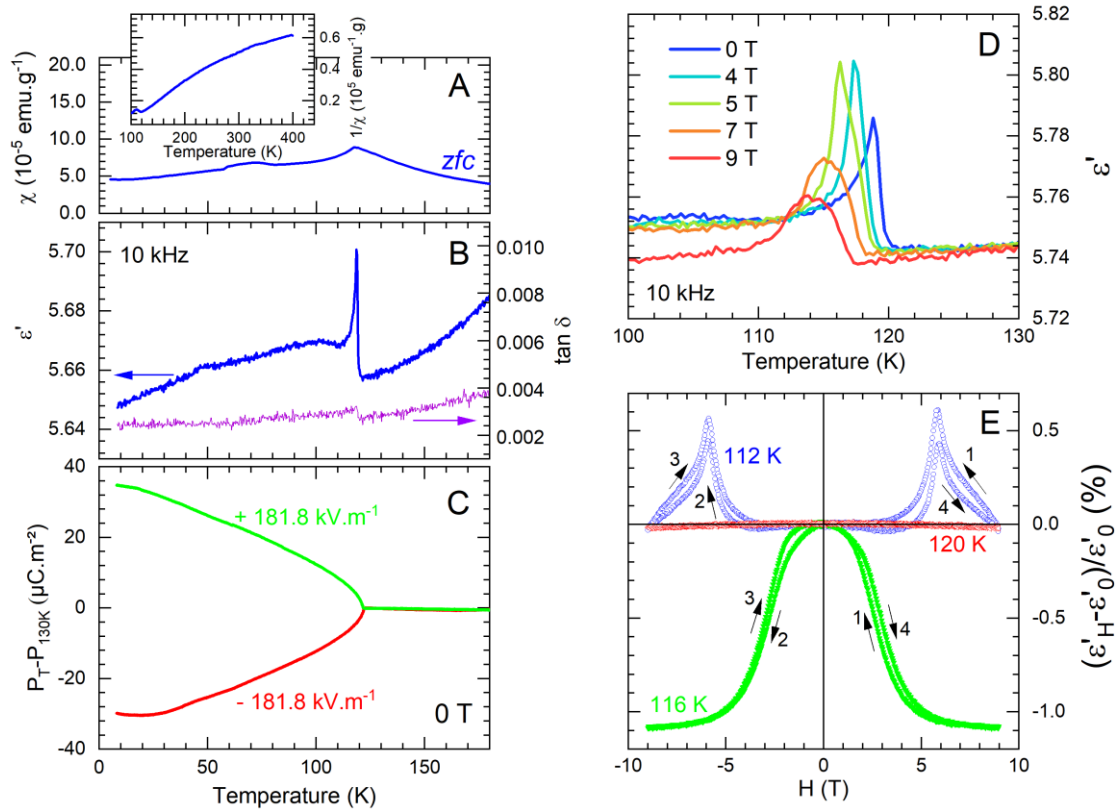 0.6
0.4
0.2
1/χ (10⁵ emu⁻¹.g)
100 200 300 400
Temperature (K)
20.0
15.0
10.0
5.0
0.0
χ (10⁻⁵ emu.g⁻¹)
A
zfc
10 kHz
B
5.70
5.68
5.66
5.64
ε'
0.010
0.008
0.006
0.004
0.002
tan δ
40
20
0
-20
-40
P_T-P_130K (µC.m⁻²)
C
+ 181.8 kV.m⁻¹
- 181.8 kV.m⁻¹
0 T
0 50 100 150
Temperature (K)
D
0 T
4 T
5 T
7 T
9 T
10 kHz
5.82
5.80
5.78
5.76
5.74
5.72
ε'
100 110 120 130
Temperature (K)
E
3
112 K
1
2
4
120 K
3
2
1
4
116 K
0.5
0.0
-0.5
-1.0
(ε'_H-ε'_0)/ε'_0 (%)
-10 -5 0 5 10
H (T)